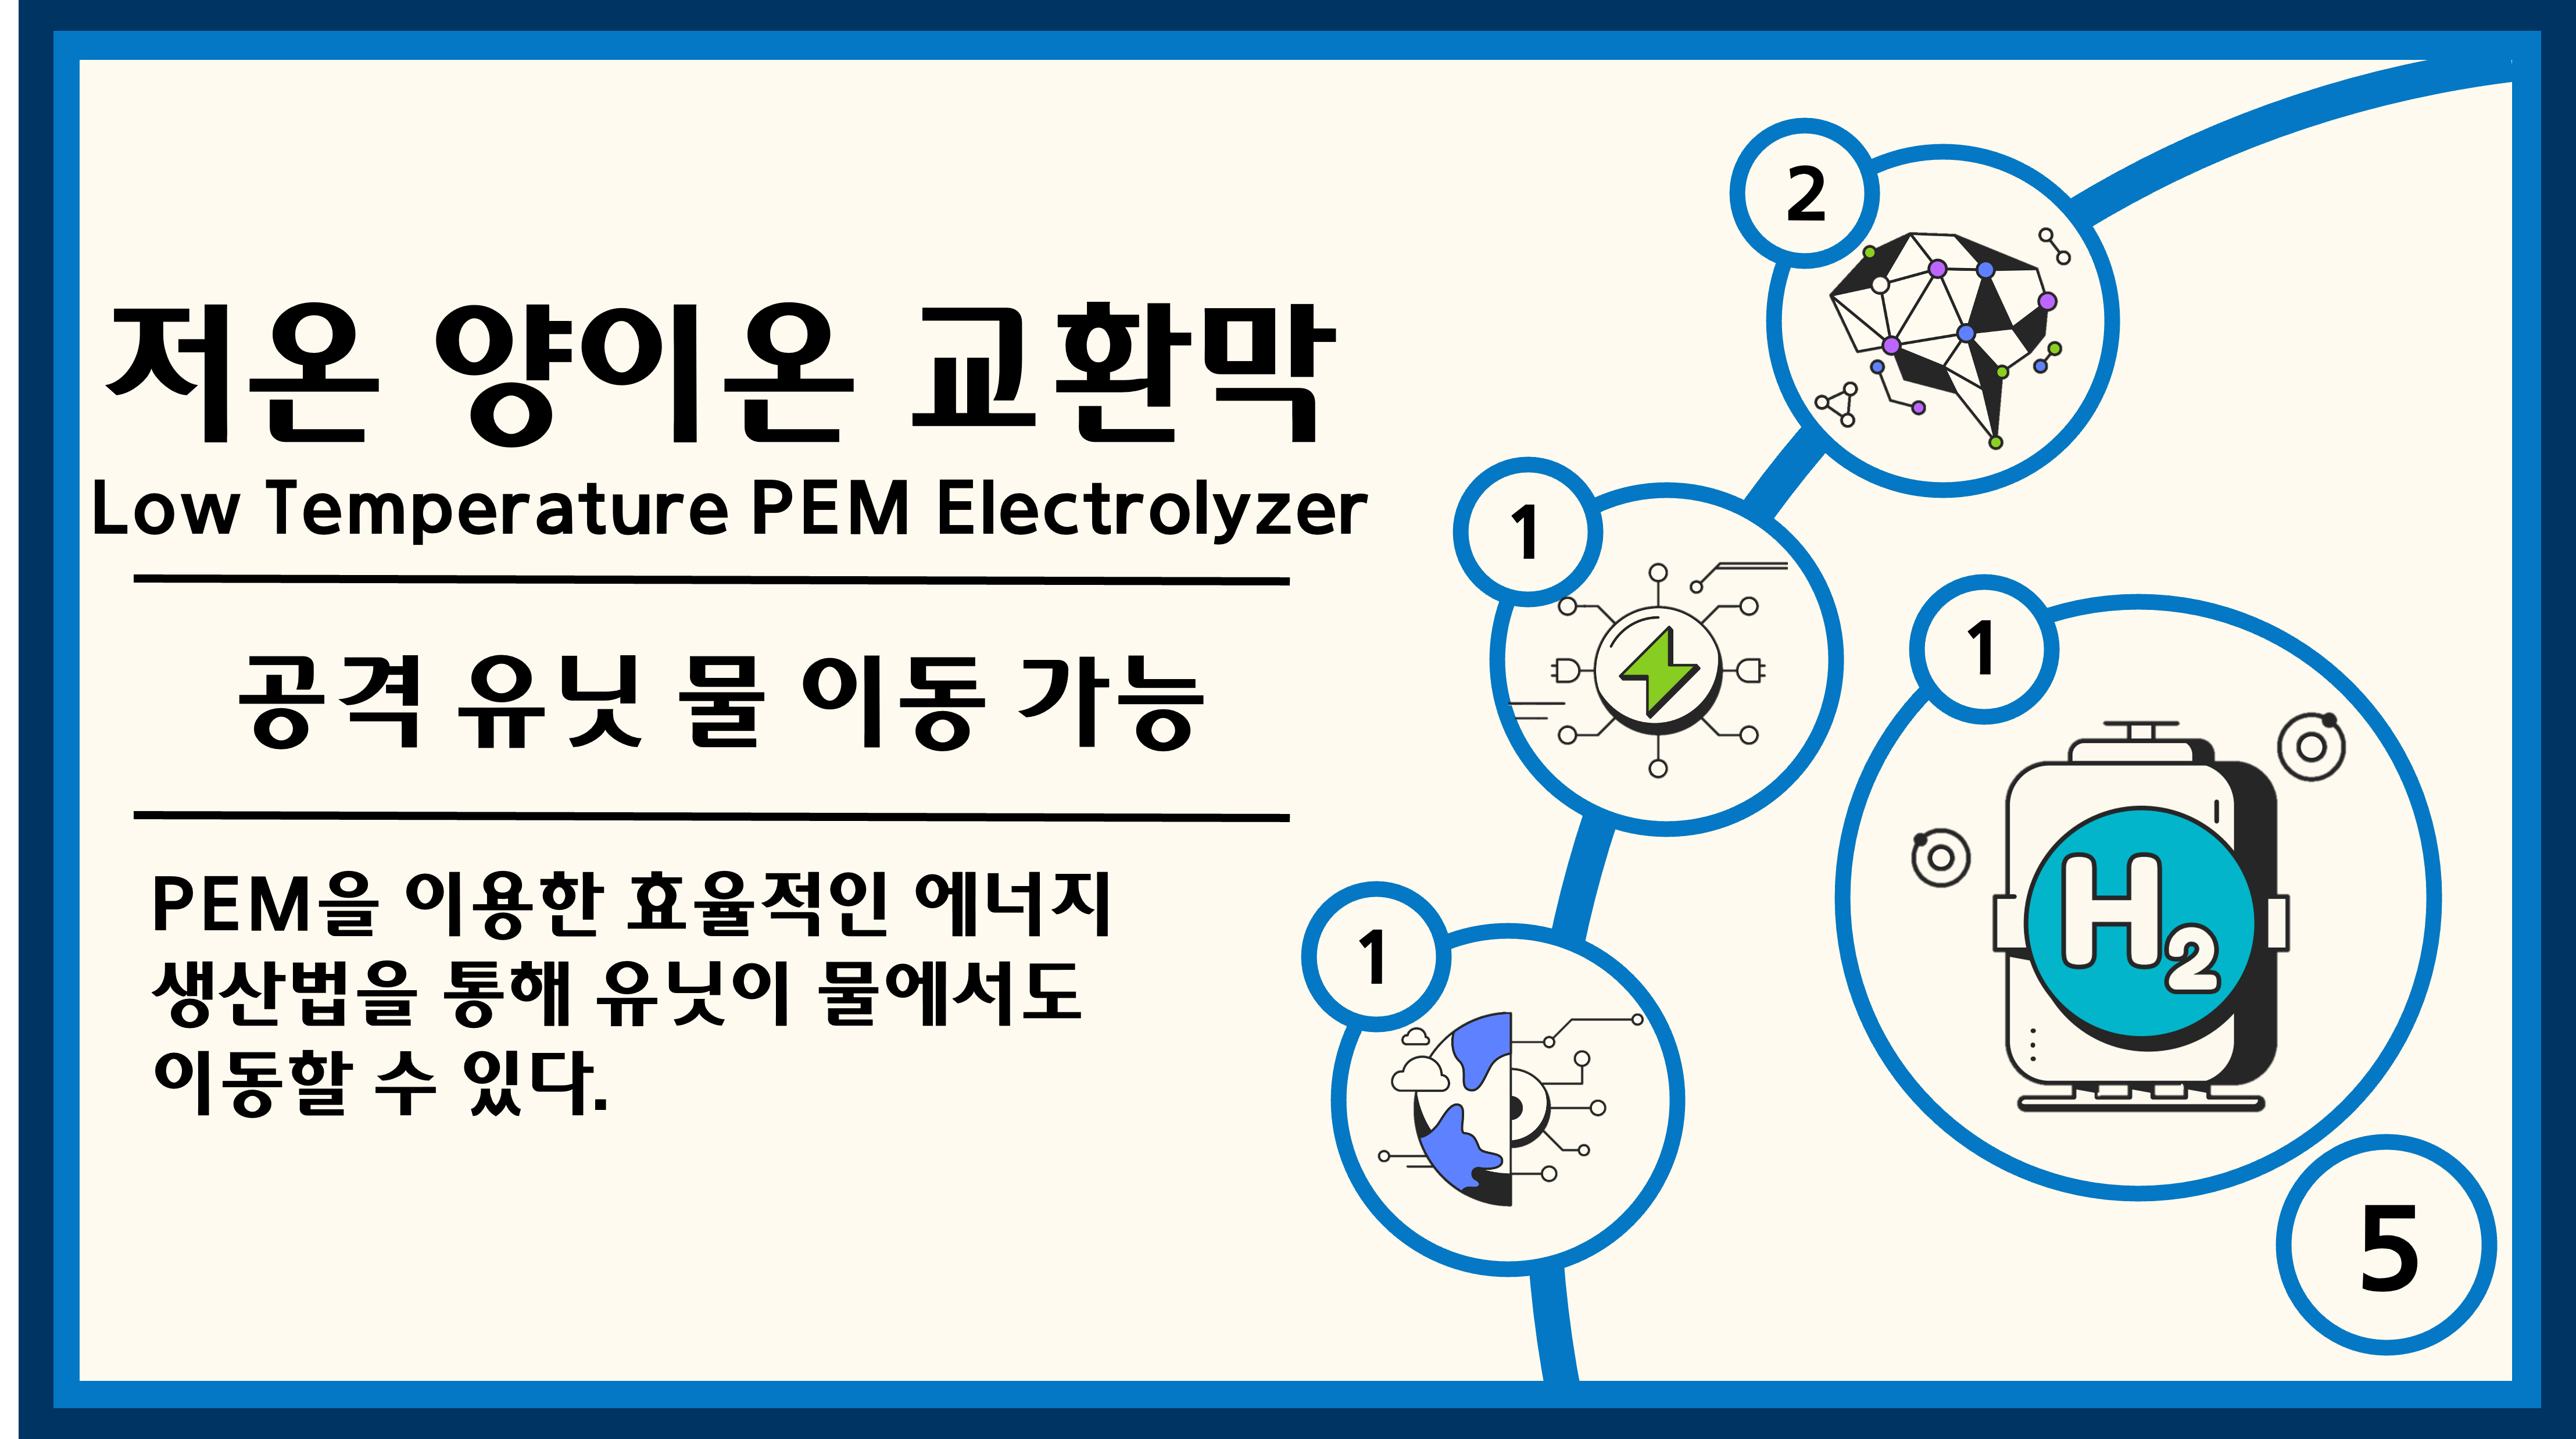 저온 양이온 교환막
Low Temperature PEM Electrolyzer
공격 유닛 물 이동 가능
PEM을 이용한 효율적인 에너지
생산법을 통해 유닛이 물에서도
이동할 수 있다.
2
1
1
1
H2
5